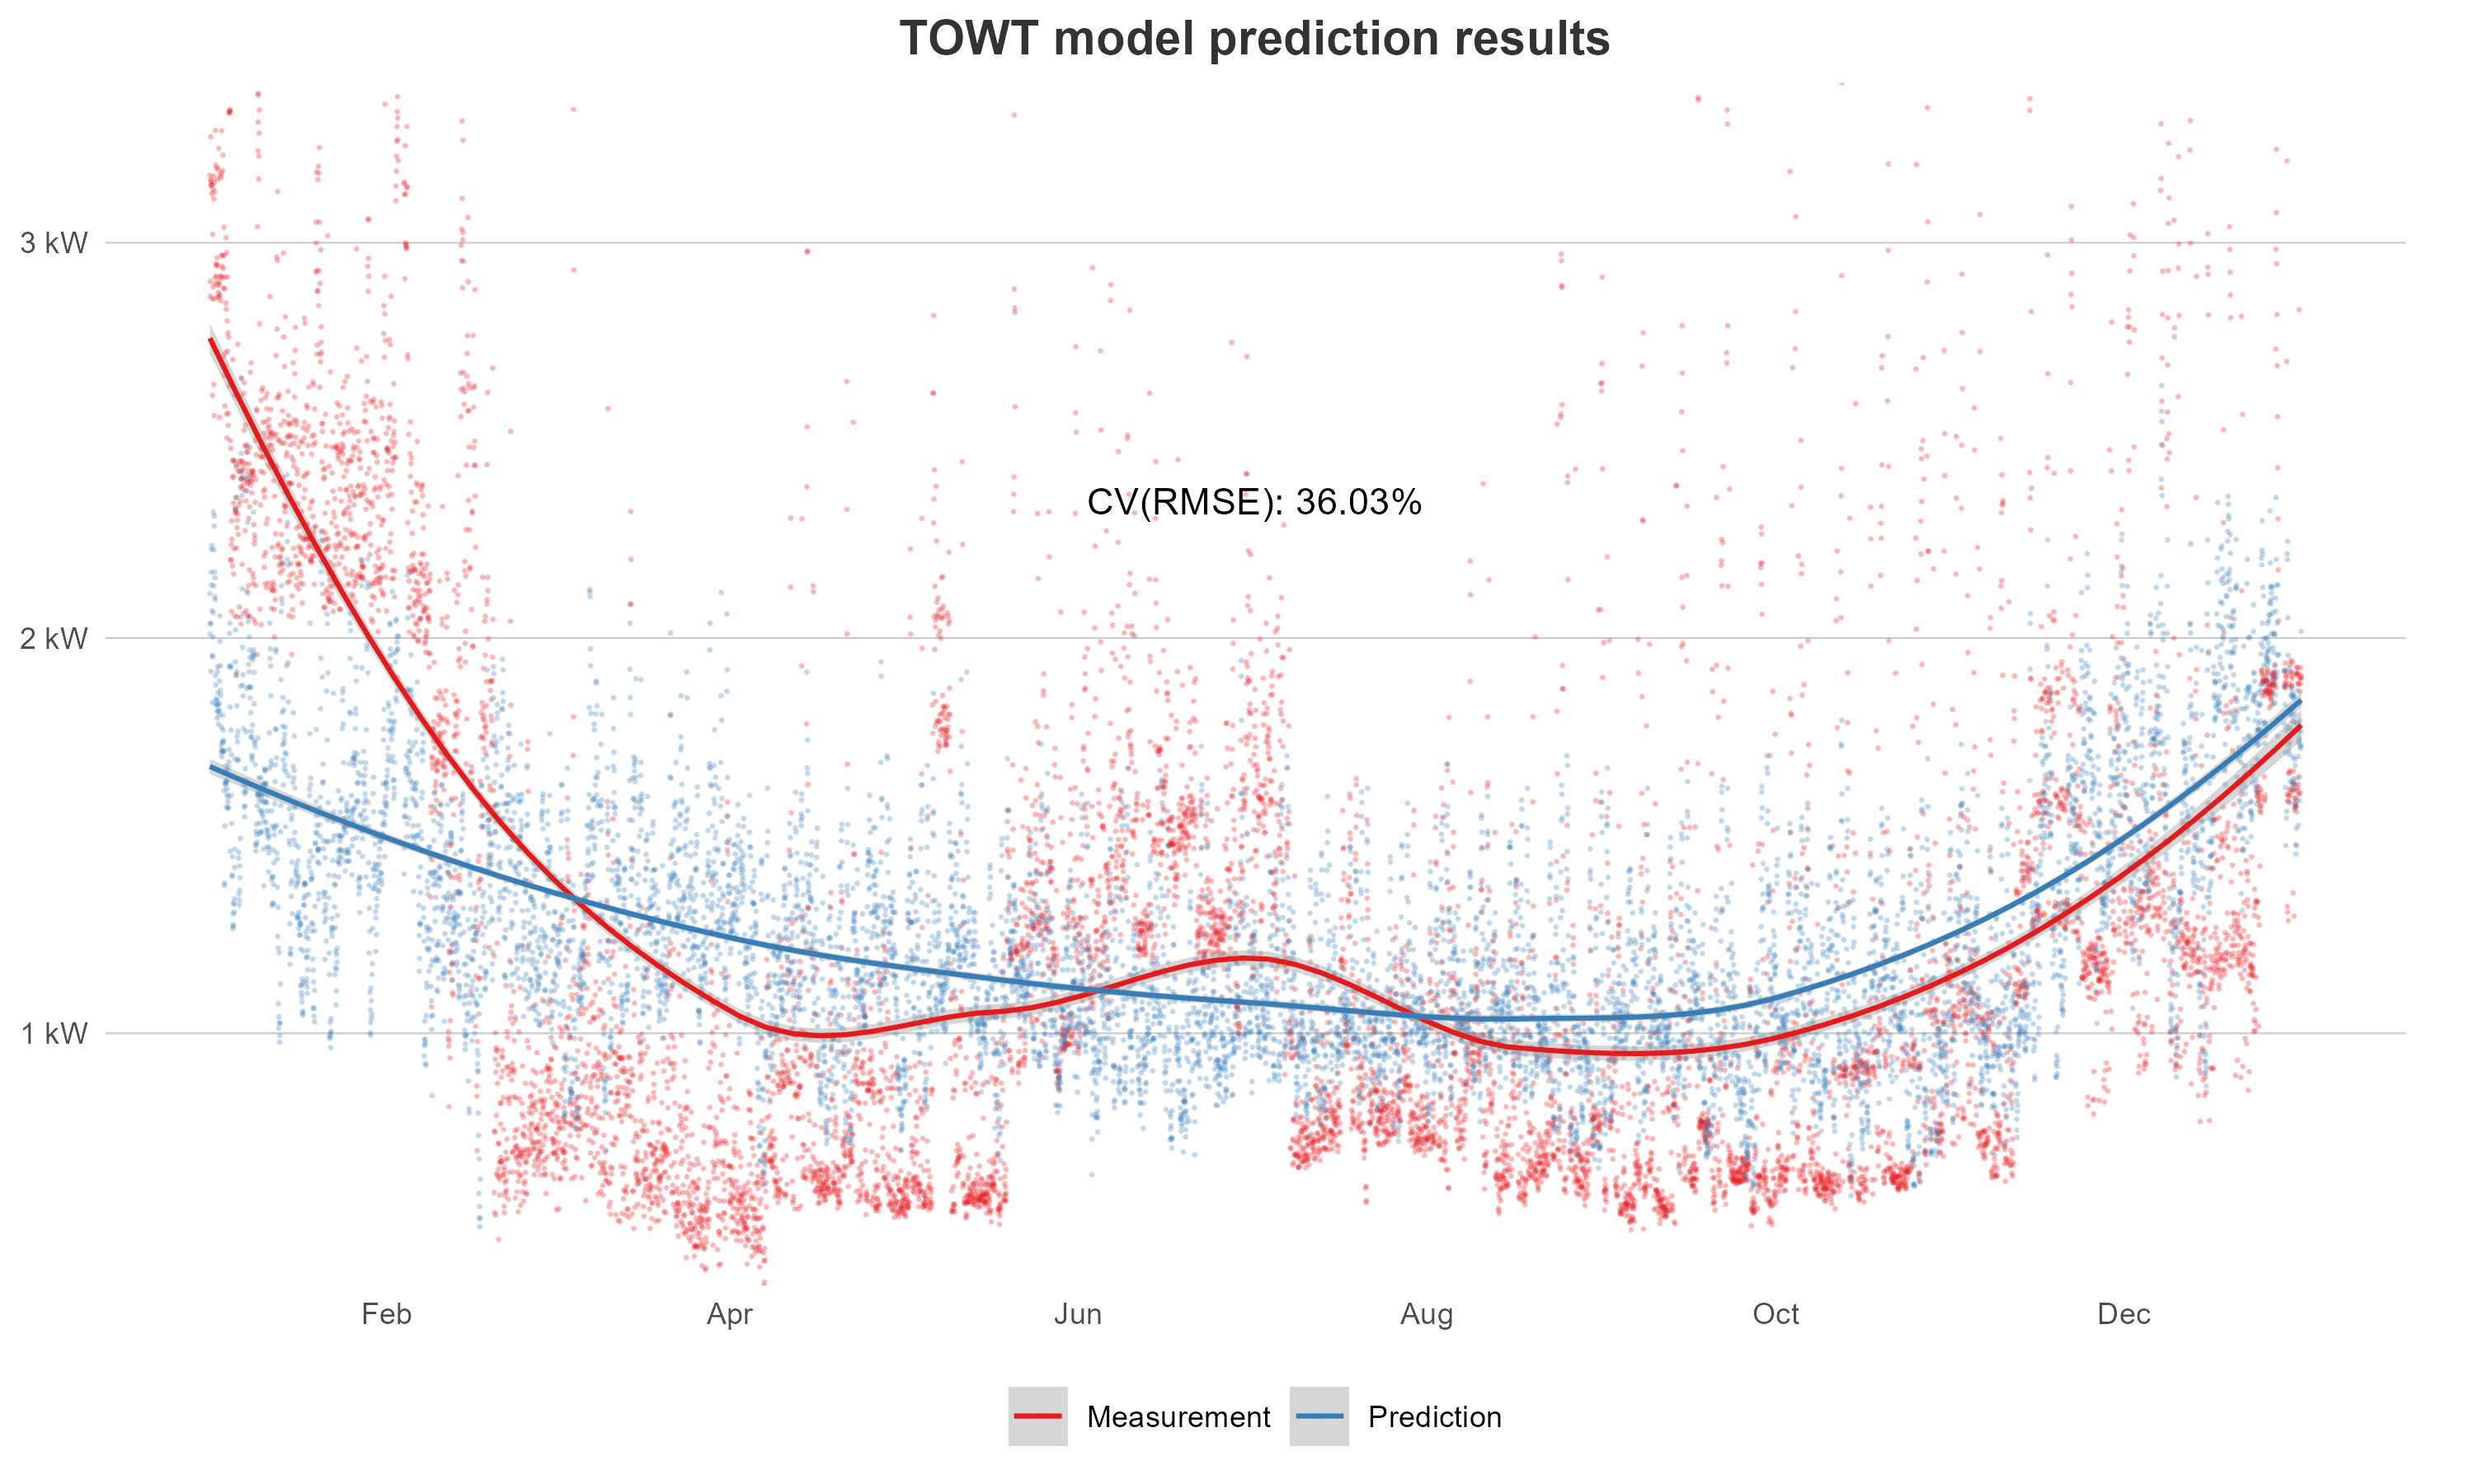 TOWT model prediction results
3 kW
2 kW
1 kW
CV(RMSE): 36.03%
Feb Apr Jun Aug Oct Dec
Measurement Prediction